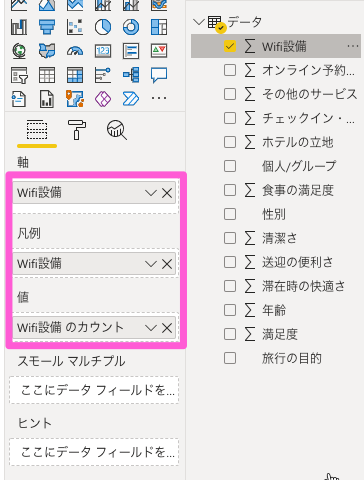 軸
Wifi設備
凡例
Wifi設備
値
Wifi設備 のカウント
スモール マルチプル
ここにデータ フィールドを...
ヒント
ここにデータ フィールドを...
データ
Wifi設備
オンライン予約...
その他のサービス
チェックイン・...
ホテルの立地
個人/グループ
食事の満足度
性別
清潔さ
送迎の便利さ
滞在時の快適さ
年齢
満足度
旅行の目的